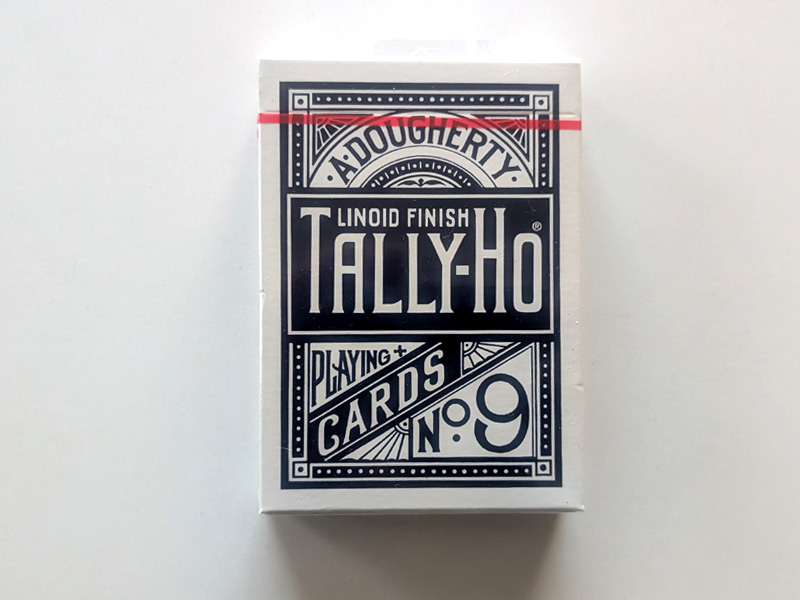 A·DOUGHERTY
LINOID FINISH
TALLY-HO®
PLAYING+
CARDS
No. 9